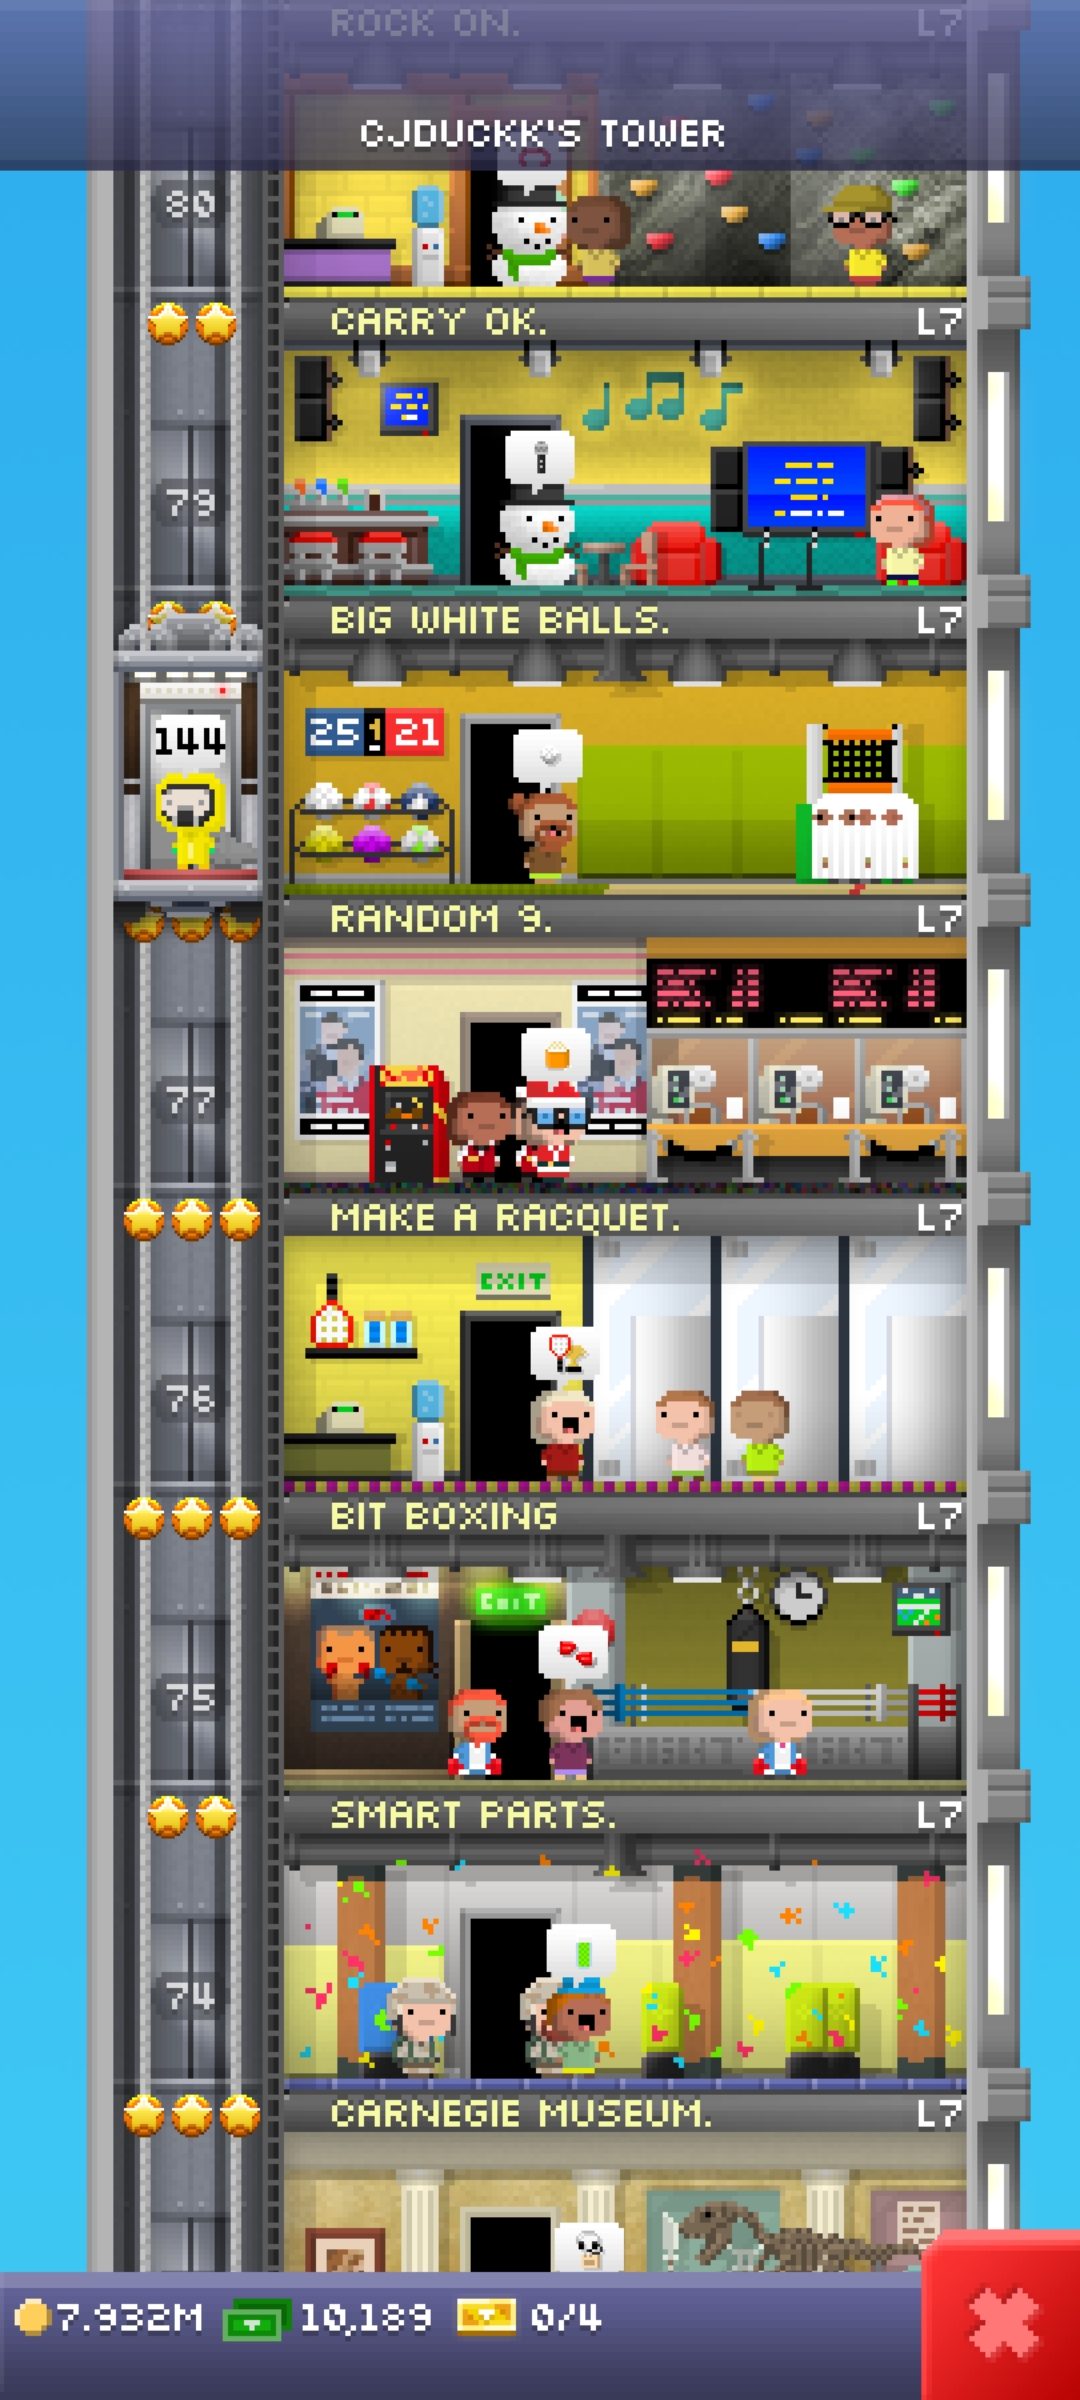 ROCK ON. L7
CJDUCKK'S TOWER
80
CARRY OK. L7
79
BIG WHITE BALLS. L7
25 1 21
144
RANDOM 9. L7
77
MAKE A RACQUET. L7
EXIT
76
BIT BOXING L7
EXIT
75
SMART PARTS. L7
74
CARNEGIE MUSEUM. L7
7.932M 10,189 0/4